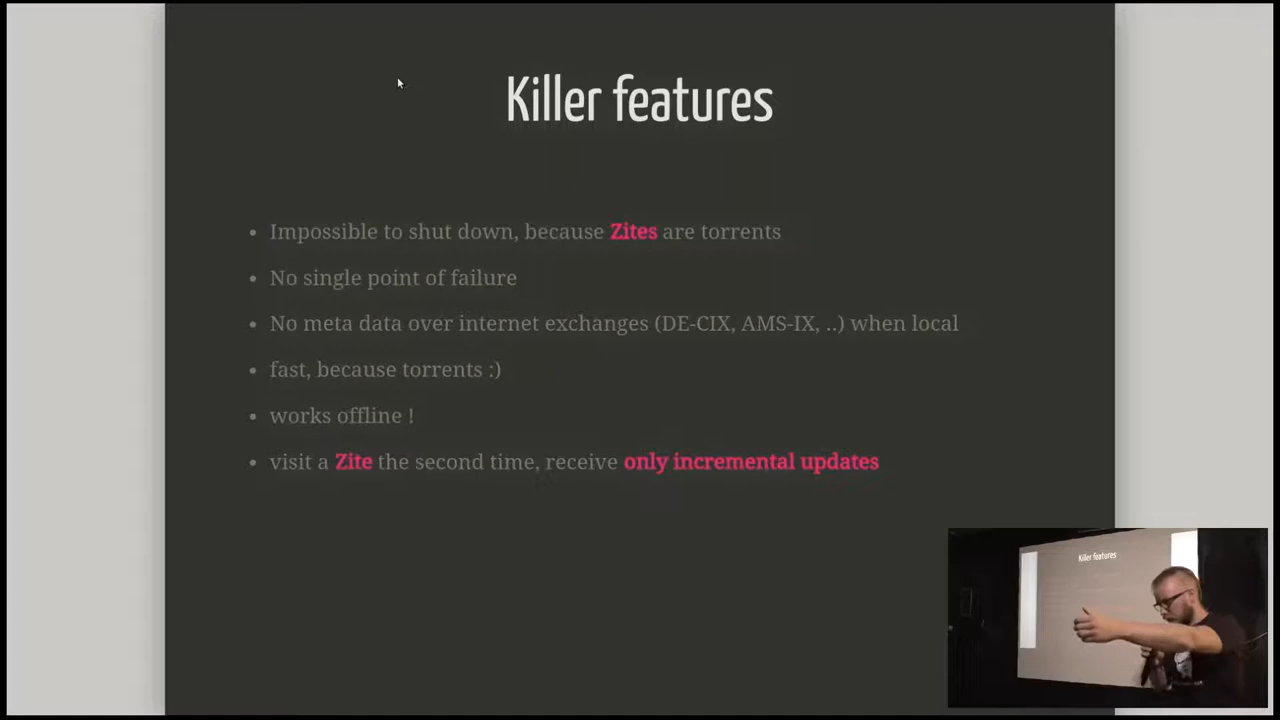 Killer features
Impossible to shut down, because Zites are torrents
No single point of failure
No meta data over internet exchanges (DE-CIX, AMS-IX, ..) when local
fast, because torrents :)
works offline !
visit a Zite the second time, receive only incremental updates
Killer features